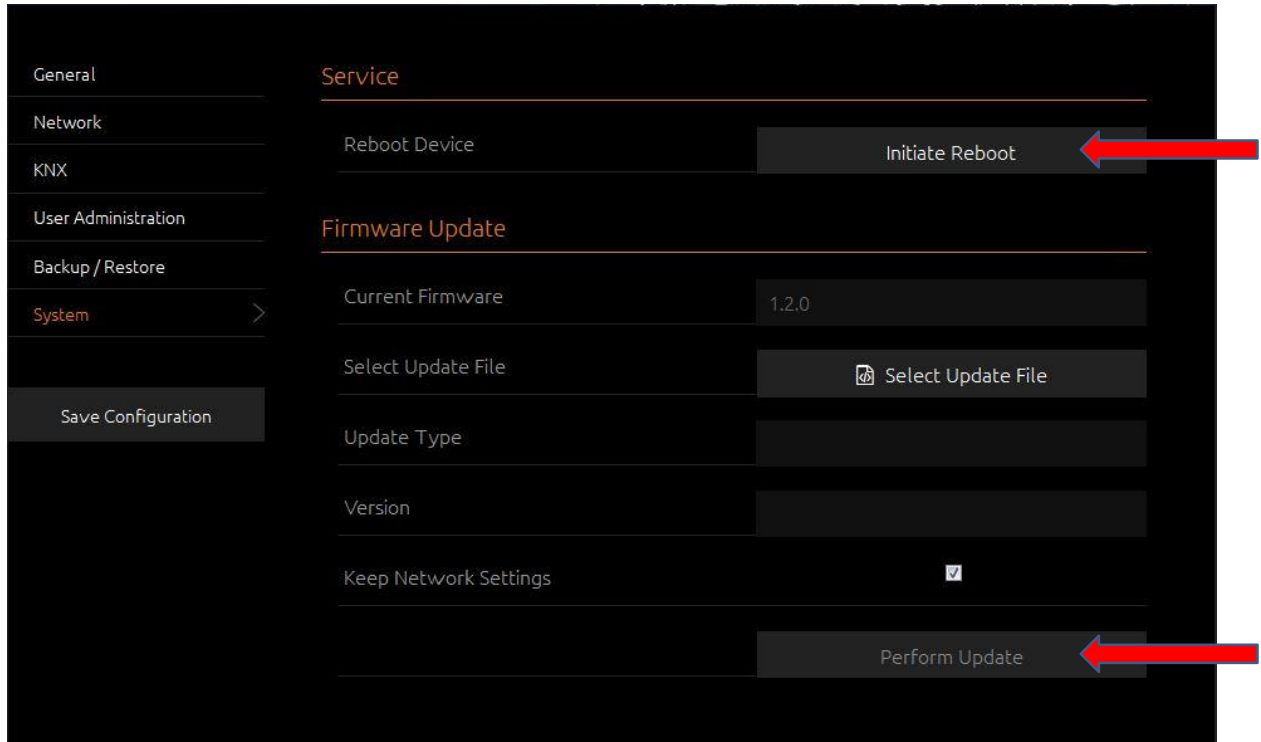 General
Network
KNX
User Administration
Backup / Restore
System
Save Configuration
Service
Reboot Device
Initiate Reboot
Firmware Update
Current Firmware
1.2.0
Select Update File
Select Update File
Update Type
Version
Keep Network Settings
Perform Update